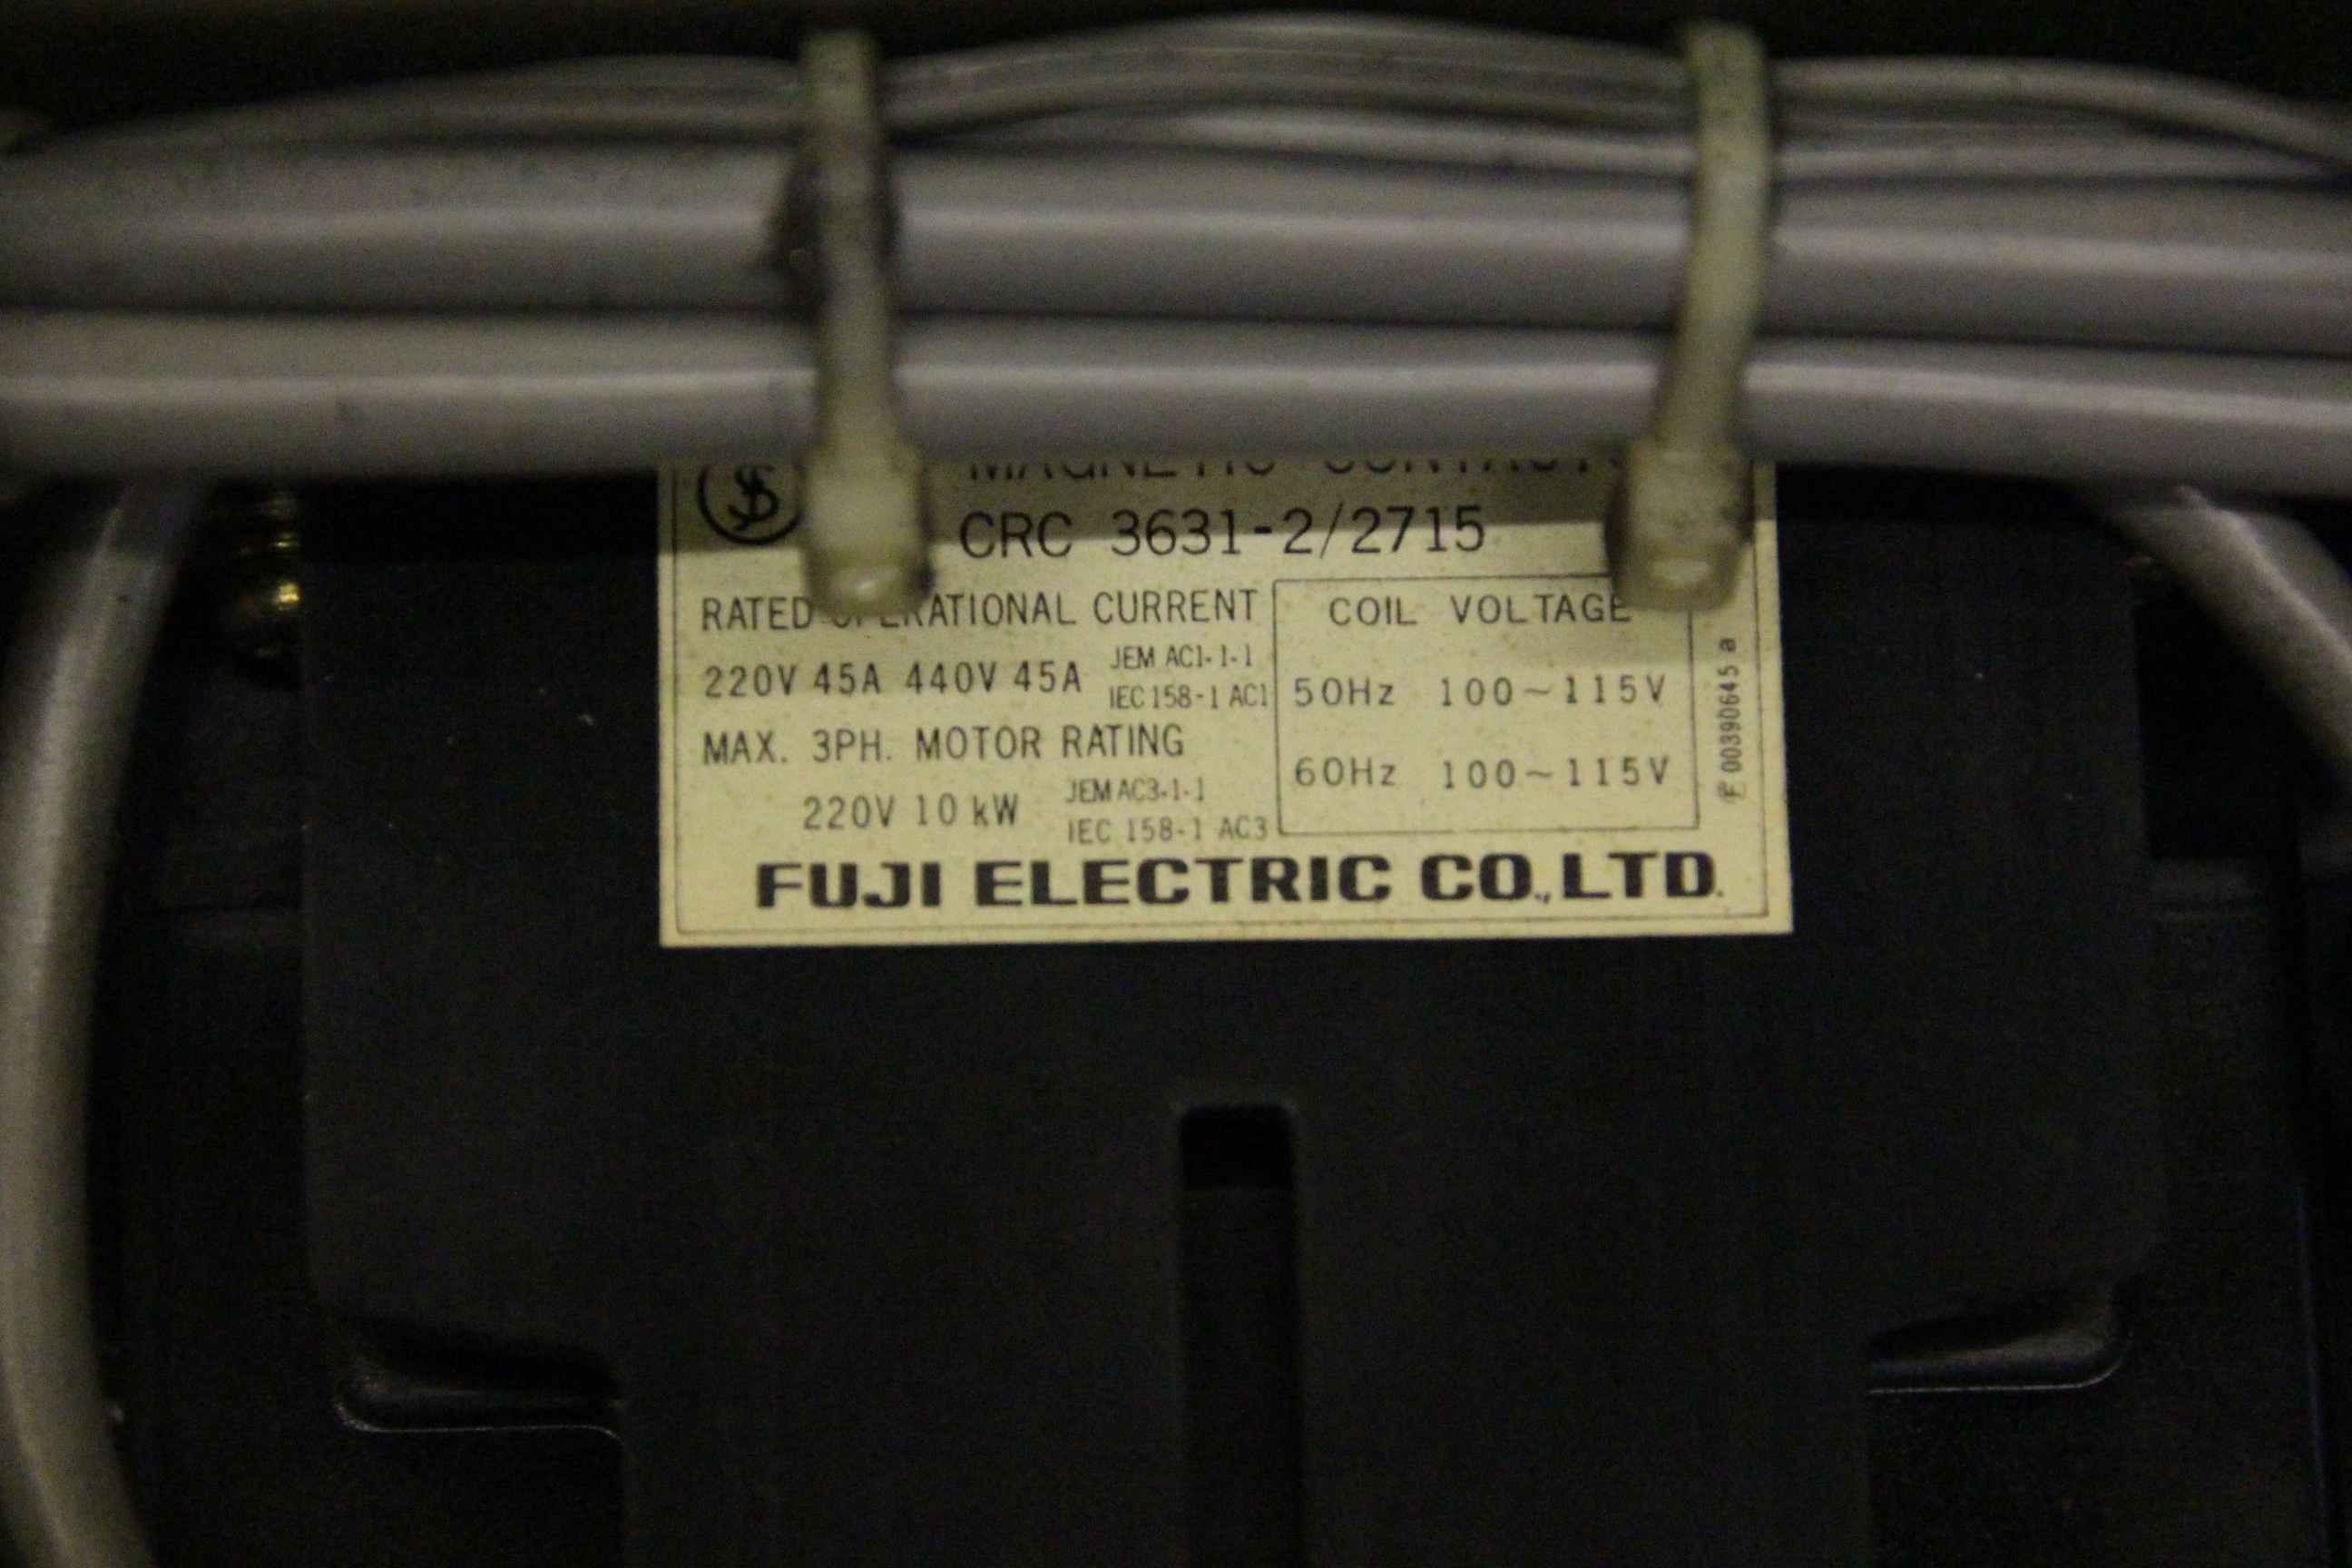 MAGNETIC CONTACTO
CRC 3631-2/2715
RATED OPERATIONAL CURRENT
220V 45A 440V 45A
JEM AC1-1-1
IEC 158-1 AC1
MAX. 3PH. MOTOR RATING
220V 10 kW
JEM AC3-1-1
IEC 158-1 AC3
COIL VOLTAGE
50Hz 100~115V
60Hz 100~115V
F 00390645 a
FUJI ELECTRIC CO.,LTD.